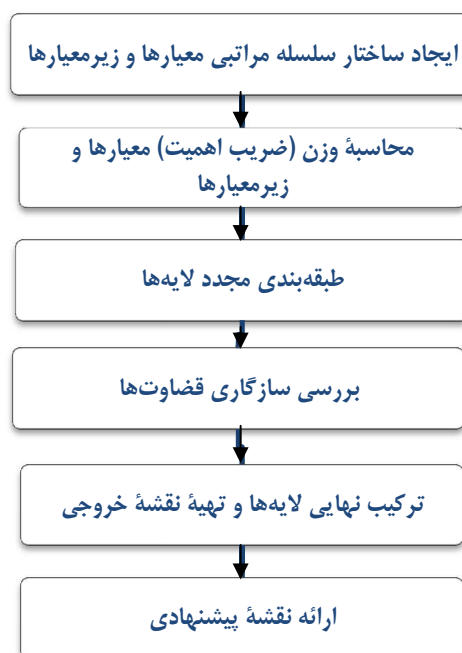 ایجاد ساختار سلسله مراتبی معیارها و زیرمعیارها
محاسبهٔ وزن (ضریب اهمیت) معیارها و
زیرمعیارها
طبقه‌بندی مجدد لایه‌ها
بررسی سازگاری قضاوت‌ها
ترکیب نهایی لایه‌ها و تهیهٔ نقشهٔ خروجی
ارائه نقشهٔ پیشنهادی